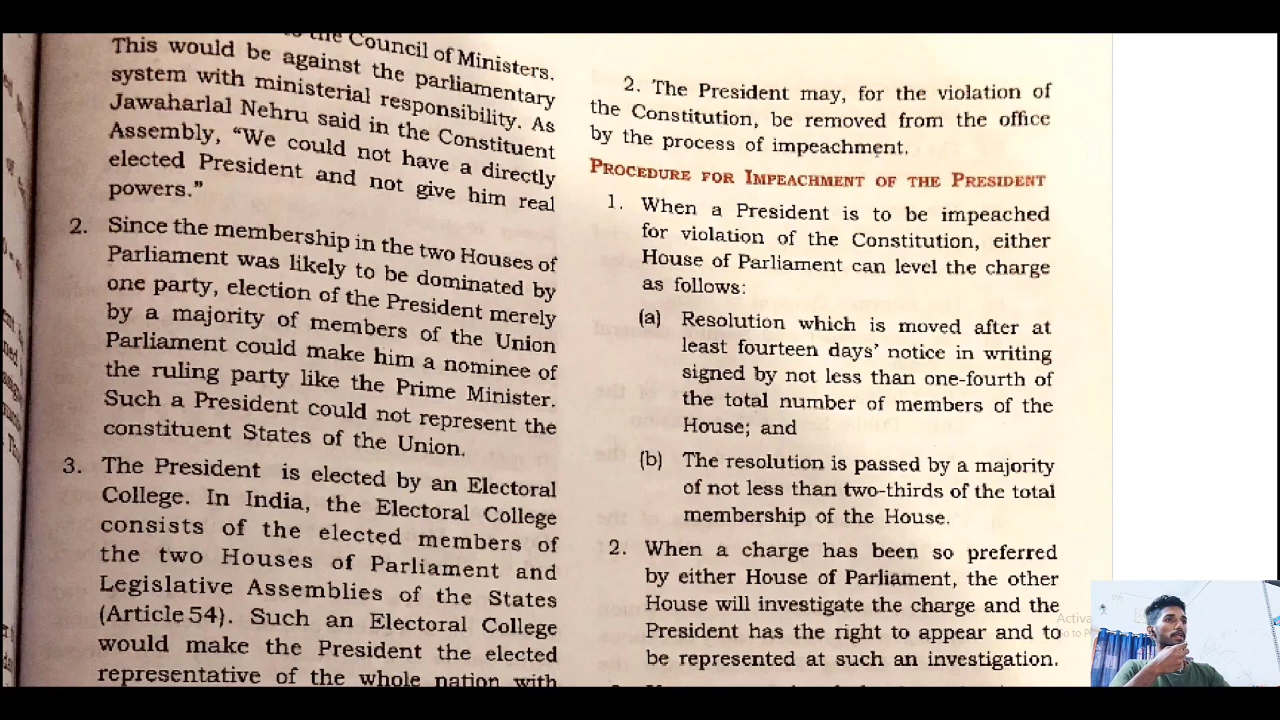 the Council of Ministers.
This would be against the parliamentary
system with ministerial responsibility. As
Jawaharlal Nehru said in the Constituent
Assembly, “We could not have a directly
elected President and not give him real
powers.”
2. Since the membership in the two Houses of
Parliament was likely to be dominated by
one party, election of the President merely
by a majority of members of the Union
Parliament could make him a nominee of
the ruling party like the Prime Minister.
Such a President could not represent the
constituent States of the Union.
3. The President is elected by an Electoral
College. In India, the Electoral College
consists of the elected members of
the two Houses of Parliament and
Legislative Assemblies of the States
(Article 54). Such an Electoral College
would make the President the elected
representative of the whole nation with
2. The President may, for the violation of
the Constitution, be removed from the office
by the process of impeachment.
PROCEDURE FOR IMPEACHMENT OF THE PRESIDENT
1. When a President is to be impeached
for violation of the Constitution, either
House of Parliament can level the charge
as follows:
(a) Resolution which is moved after at
least fourteen days’ notice in writing
signed by not less than one-fourth of
the total number of members of the
House; and
(b) The resolution is passed by a majority
of not less than two-thirds of the total
membership of the House.
2. When a charge has been so preferred
by either House of Parliament, the other
House will investigate the charge and the
President has the right to appear and to
be represented at such an investigation.